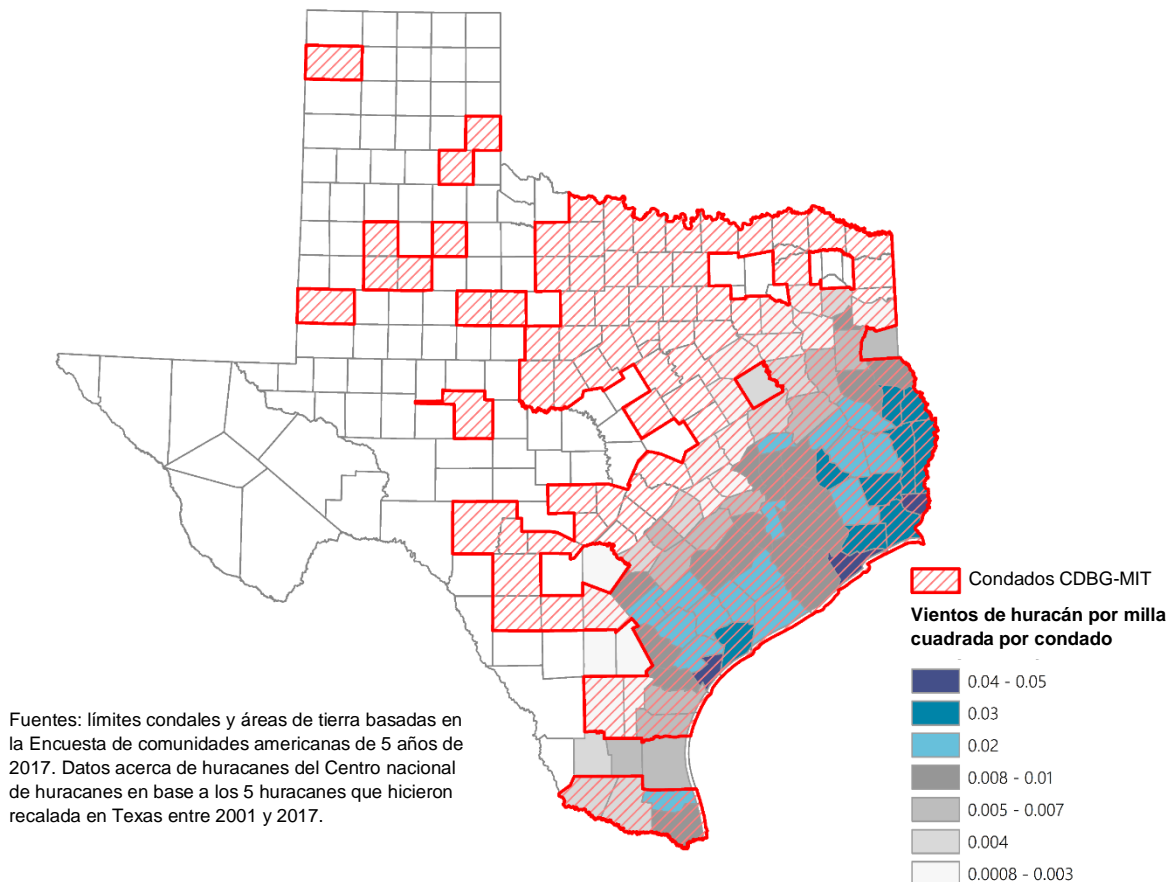 Condados CDBG-MIT
Vientos de huracán por milla
cuadrada por condado
0.04 - 0.05
0.03
0.02
0.008 - 0.01
0.005 - 0.007
0.004
0.0008 - 0.003
Fuentes: límites condales y áreas de tierra basadas en
la Encuesta de comunidades americanas de 5 años de
2017. Datos acerca de huracanes del Centro nacional
de huracanes en base a los 5 huracanes que hicieron
recalada en Texas entre 2001 y 2017.